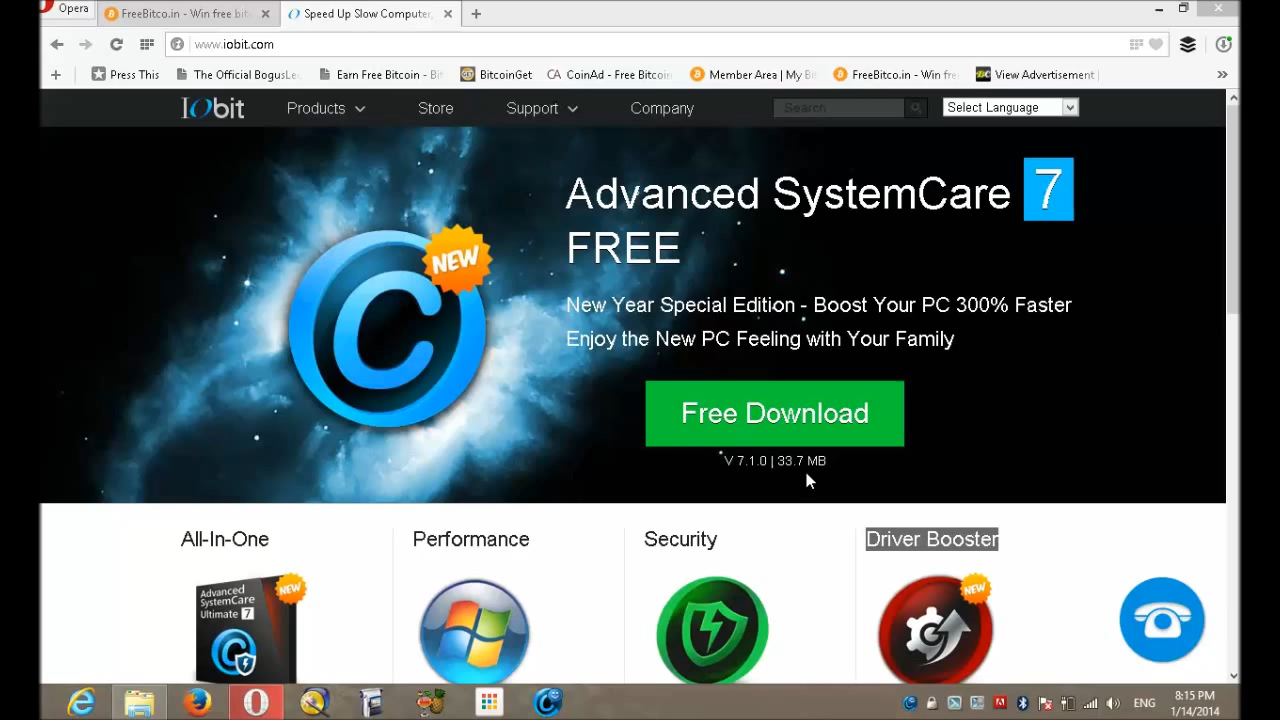 Opera
FreeBitco.in - Win free bit
Speed Up Slow Computer,
www.iobit.com
Press This
The Official BogusLe
Earn Free Bitcoin - Bi
BitcoinGet
CA CoinAd - Free Bitcoi
Member Area | My B
FreeBitco.in - Win fre
View Advertisement
IObit
Products
Store
Support
Company
Search
Select Language
Advanced SystemCare 7
FREE
NEW
New Year Special Edition - Boost Your PC 300% Faster
Enjoy the New PC Feeling with Your Family
Free Download
V 7.1.0 | 33.7 MB
All-In-One
Performance
Security
Driver Booster
Advanced
SystemCare
Ultimate 7
NEW
NEW
ENG
8:15 PM
1/14/2014